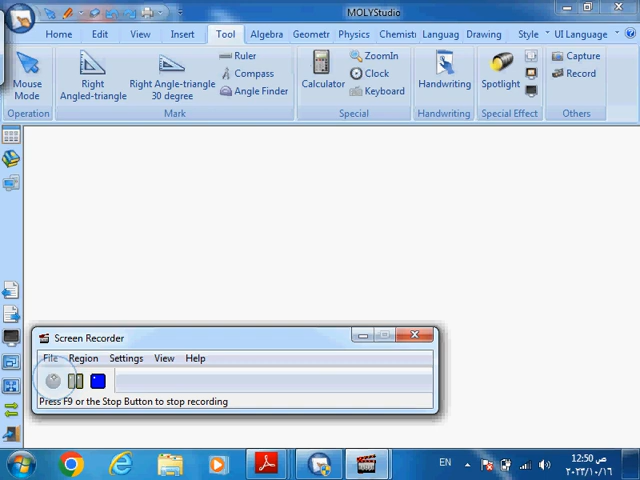 MOLYStudio
Home Edit View Insert Tool Algebra Geometr Physics Chemist Languag Drawing Style UI Language
Mouse Mode
Operation
Right Angled-triangle
Right Angle-triangle 30 degree
Ruler
Compass
Angle Finder
Mark
Calculator
ZoomIn
Clock
Keyboard
Special
Handwriting
Handwriting
Spotlight
Special Effect
Capture
Record
Others
Screen Recorder
File Region Settings View Help
Press F9 or the Stop Button to stop recording
EN
12:50 ص
٢٠٢٣/١٠/١٦